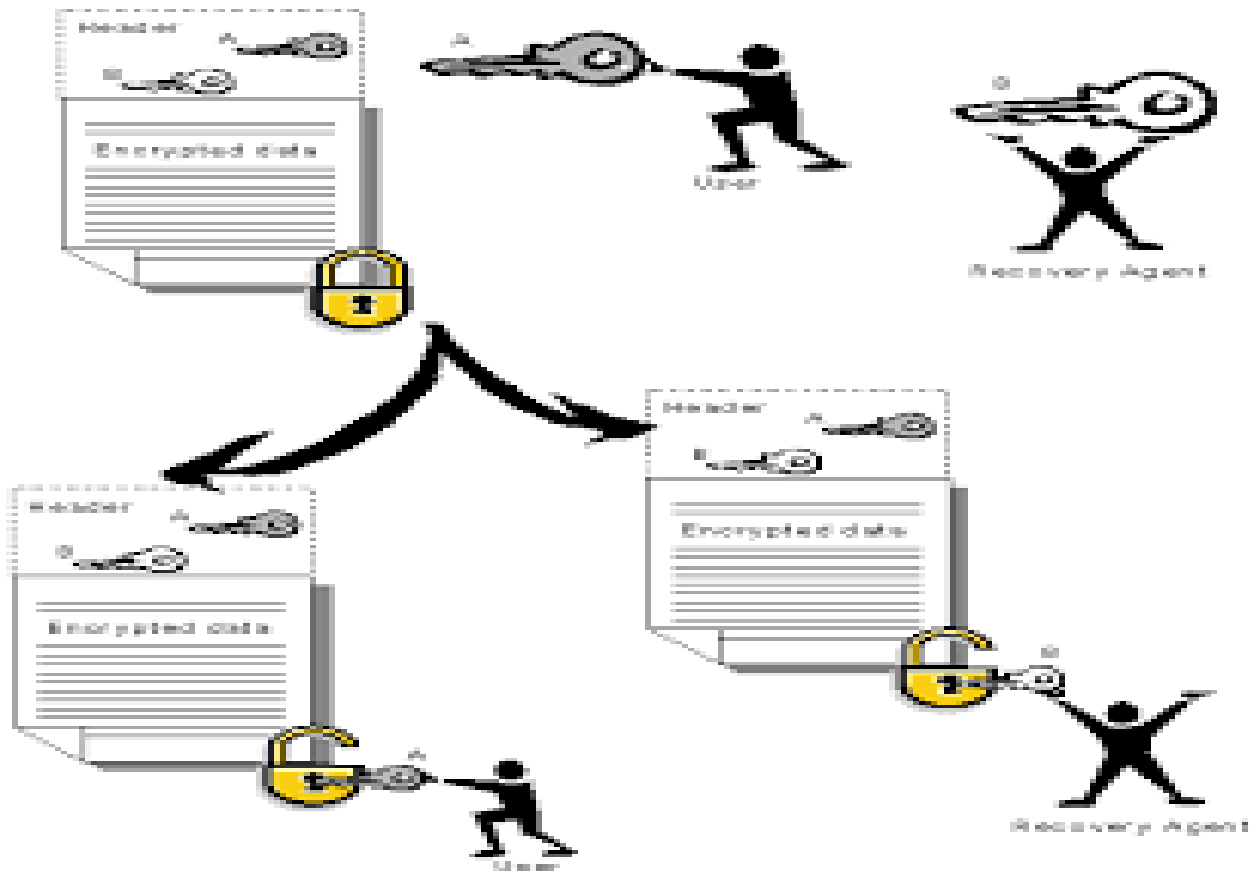 Header
A
B
Encrypted data
A
User
B
Recovery Agent
Header
A
B
Encrypted data
A
User
Header
A
B
Encrypted data
B
Recovery Agent